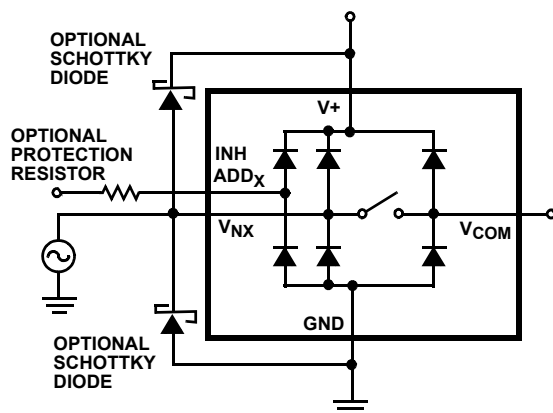 OPTIONAL
SCHOTTKY
DIODE
OPTIONAL
PROTECTION
RESISTOR
INH
ADDX
V+
VNX
VCOM
GND
OPTIONAL
SCHOTTKY
DIODE